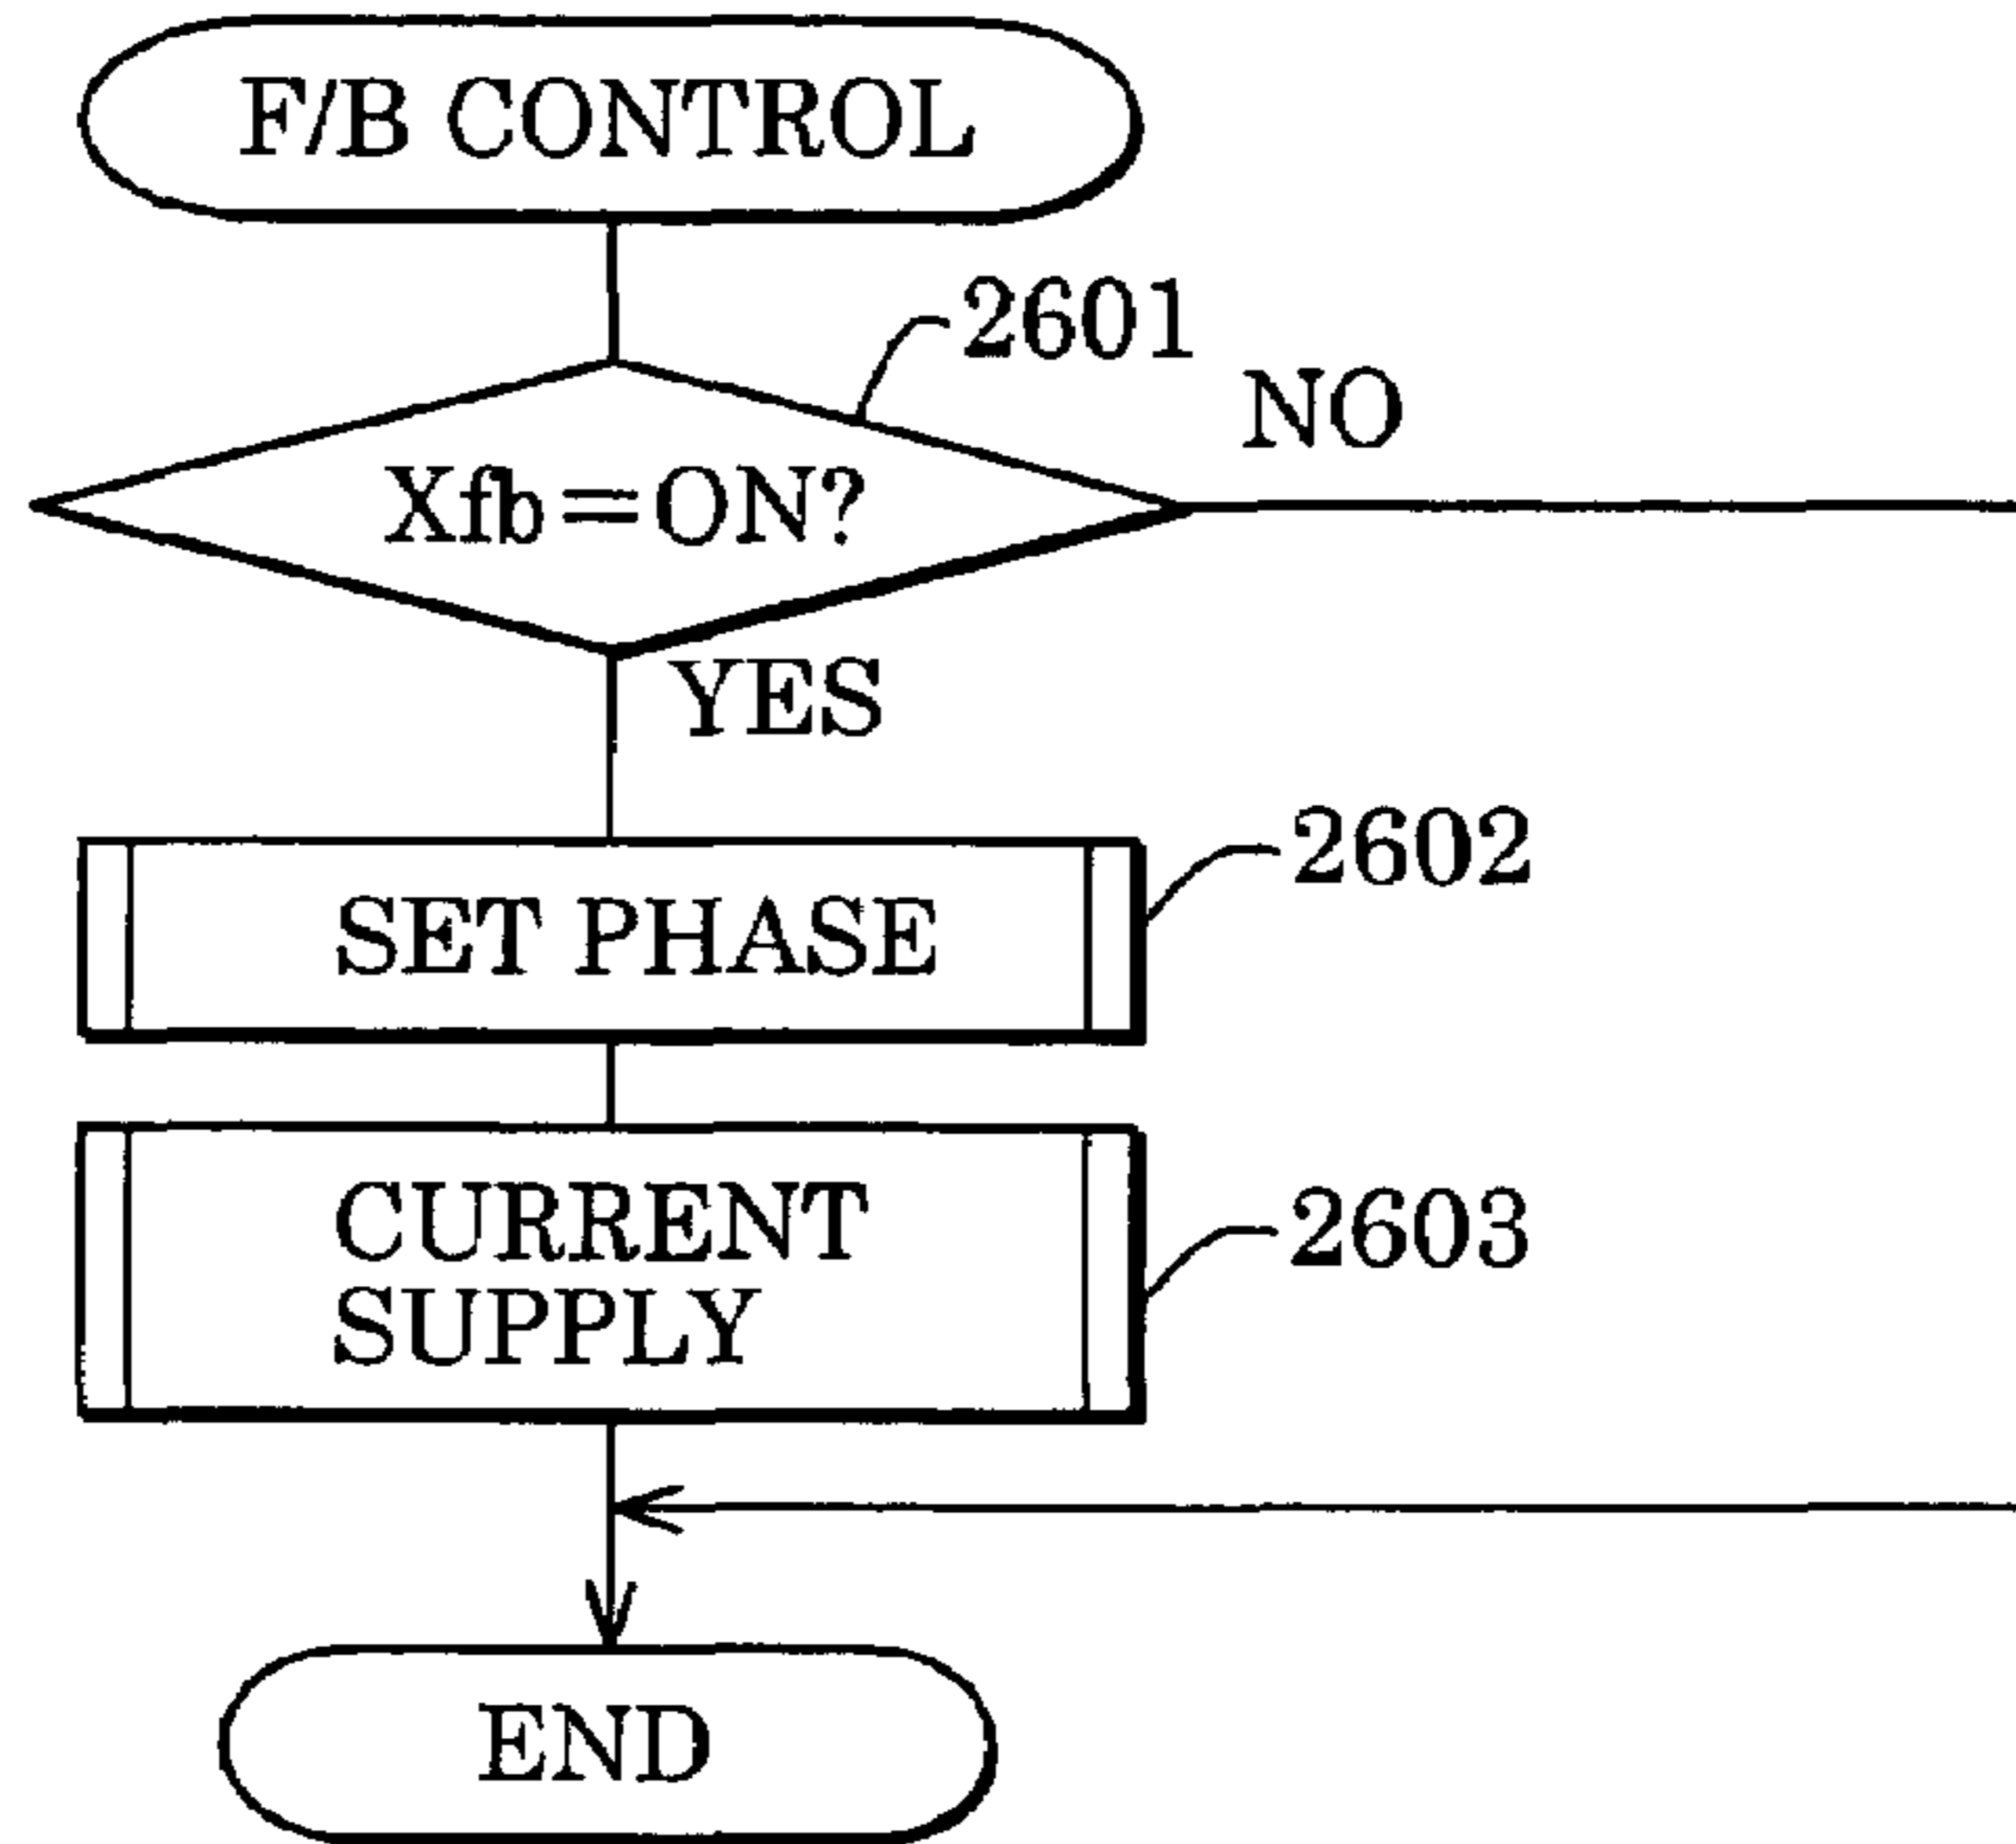 F/B CONTROL
2601
NO
Xfb=ON?
YES
2602
SET PHASE
CURRENT
2603
SUPPLY
END